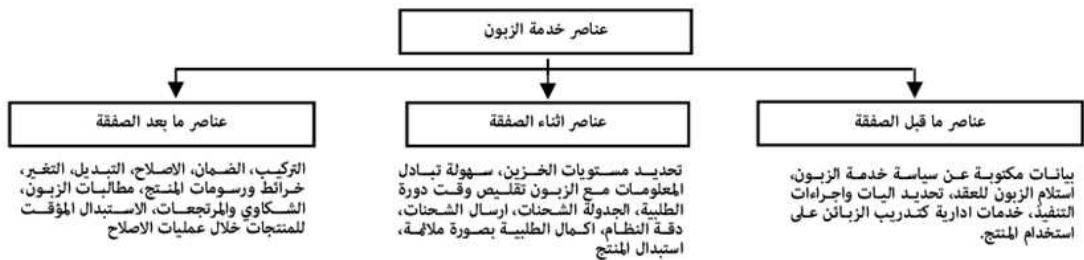 عناصر خدمة الزبون
عناصر ما قبل الصفقة
بيانات مكتوبة عن سياسة خدمة الزبون،
استلام الزبون للعقد، تحديد اليات واجراءات
التنفيذ، خدمات ادارية كتدريب الزبائن على
استخدام المنتج.
عناصر اثناء الصفقة
تحديد مستويات الخزين، سهولة تبادل
المعلومات مع الزبون تقليص وقت دورة
الطلبية، الجدولة الشحنات، ارسال الشحنات،
دقة النظام، اكمال الطلبية بصورة ملائمة،
استبدال المنتج
عناصر ما بعد الصفقة
التركيب، الضمان، الاصلاح، التبديل، التغير،
خرائط ورسومات المنتج، مطالبات الزبون،
الشكاوي والمرتجعات، الاستبدال المؤقت
للمنتجات خلال عمليات الاصلاح